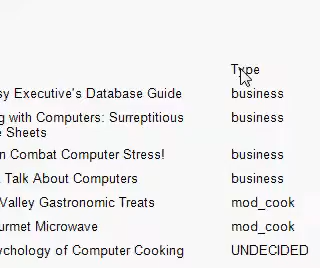 Type
sy Executive's Database Guide business
g with Computers: Surreptitious business
e Sheets
n Combat Computer Stress! business
Talk About Computers business
Valley Gastronomic Treats mod_cook
urmet Microwave mod_cook
ychology of Computer Cooking UNDECIDED